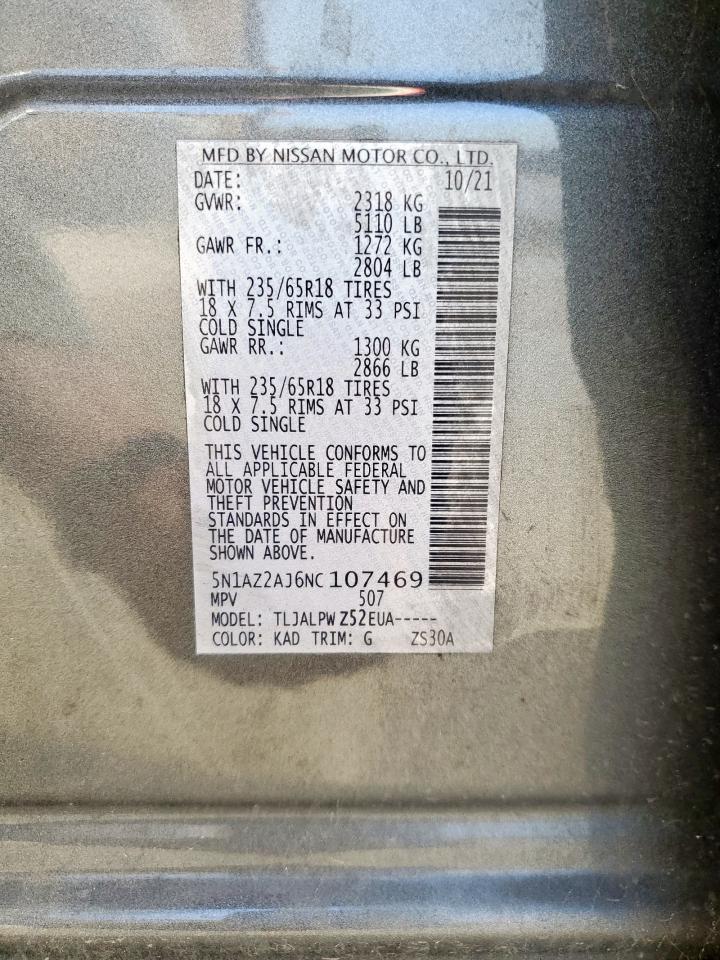 MFD BY NISSAN MOTOR CO., LTD.
DATE: 10/21
GVWR: 2318 KG
5110 LB
GAWR FR.: 1272 KG
2804 LB
WITH 235/65R18 TIRES
18 X 7.5 RIMS AT 33 PSI
COLD SINGLE
GAWR RR.: 1300 KG
2866 LB
WITH 235/65R18 TIRES
18 X 7.5 RIMS AT 33 PSI
COLD SINGLE
THIS VEHICLE CONFORMS TO
ALL APPLICABLE FEDERAL
MOTOR VEHICLE SAFETY AND
THEFT PREVENTION
STANDARDS IN EFFECT ON
THE DATE OF MANUFACTURE
SHOWN ABOVE.
5N1AZ2AJ6NC107469
MPV 507
MODEL: TLJALPWZ52EUA-----
COLOR: KAD TRIM: G ZS30A